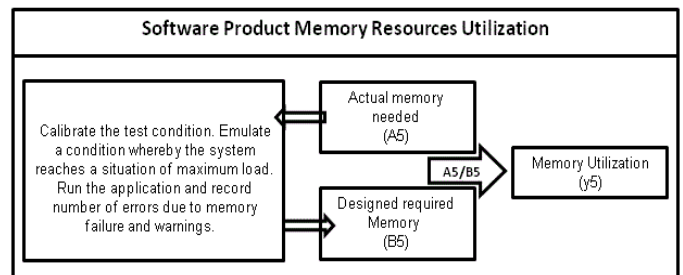 Software Product Memory Resources Utilization
Calibrate the test condition. Emulate
a condition whereby the system
reaches a situation of maximum load.
Run the application and record
number of errors due to memory
failure and warnings.
Actual memory
needed
(A5)
A5/B5
Designed required
Memory
(B5)
Memory Utilization
(y5)